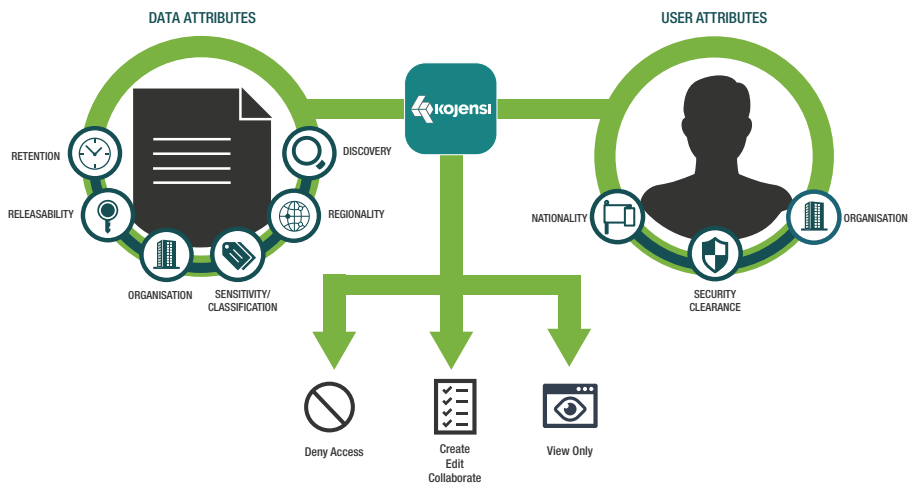 DATA ATTRIBUTES
USER ATTRIBUTES
KOJENSI
RETENTION
DISCOVERY
RELEASABILITY
REGIONALITY
NATIONALITY
ORGANISATION
ORGANISATION
SENSITIVITY/
CLASSIFICATION
SECURITY
CLEARANCE
Deny Access
Create
Edit
Collaborate
View Only